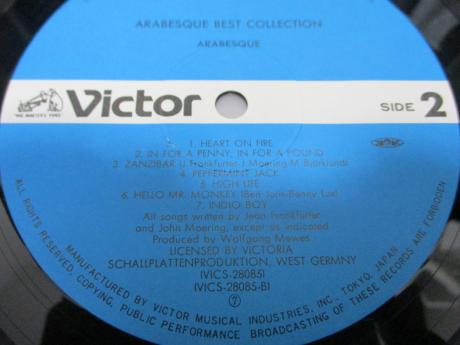 ARABESQUE BEST COLLECTION
ARABESQUE
"HIS MASTER'S VOICE"
Victor
SIDE 2
1. HEART ON FIRE
2. IN FOR A PENNY, IN FOR A POUND
3. ZANZIBAR (J. Frankfurter-J. Moering-M. Bjorklund)
4. PEPPERMINT JACK
5. HIGH LIFE
6. HELLO MR. MONKEY (Ben Juris-Benny Lux)
7. INDIO BOY
All songs written by Jean Frankfurter
and John Moering, except as indicated
Produced by Wolfgang Mewes
LICENSED BY VICTORIA
SCHALLPLATTENPRODUKTION, WEST GERMNY
(VICS-28085)
(VICS-28085-B)
7
ALL RIGHTS RESERVED, COPYING, PUBLIC PERFORMANCE BROADCASTING OF THESE RECORDS ARE FORBIDDEN
MANUFACTURED BY VICTOR MUSICAL INDUSTRIES, INC. TOKYO, JAPAN